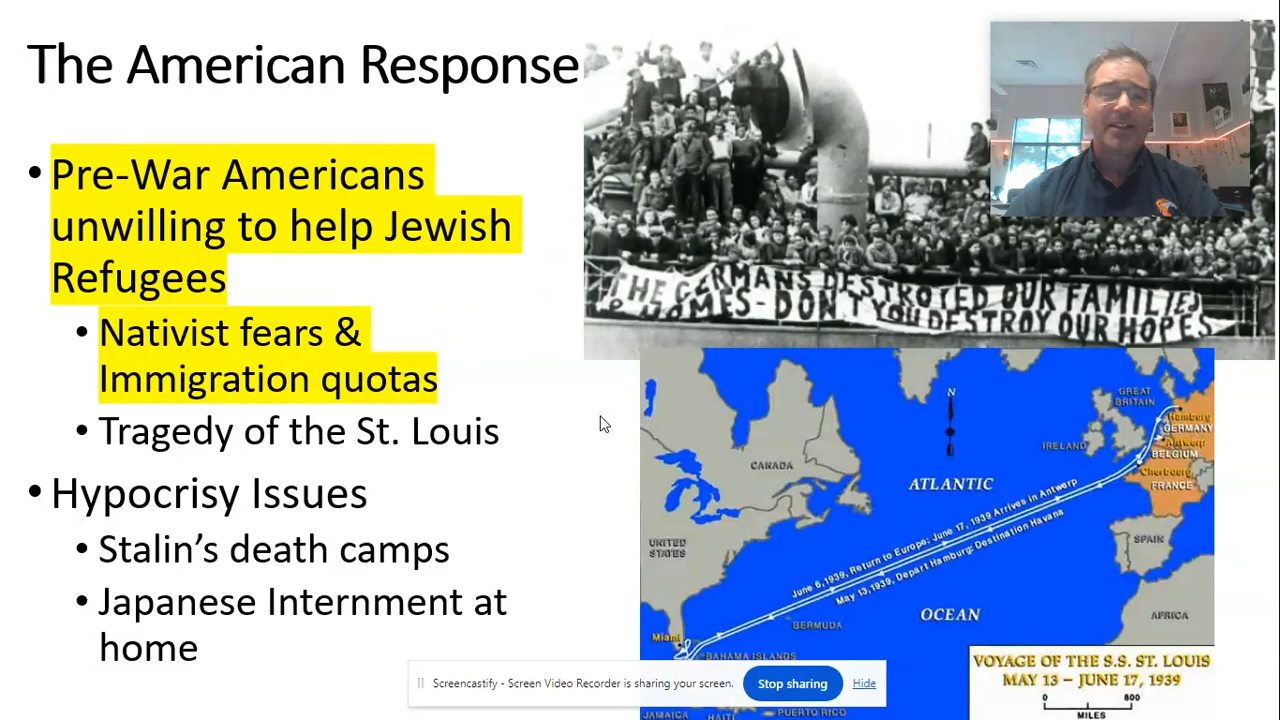 The American Response
• Pre-War Americans
unwilling to help Jewish
Refugees
• Nativist fears &
Immigration quotas
• Tragedy of the St. Louis
• Hypocrisy Issues
• Stalin's death camps
• Japanese Internment at
home
THE GERMANS DESTROYED OUR FAMILIES
& HOMES-DON'T YOU DESTROY OUR HOPES
N
GREAT
BRITAIN
Hamburg
GERMANY
IRELAND
Antwerp
BELGIUM
Cherbourg
FRANCE
CANADA
ATLANTIC
UNITED
STATES
SPAIN
June 6, 1939, Return to Europe: June 17, 1939 Arrives in Antwerp
May 13, 1939, Depart Hamburg: Destination Havana
OCEAN
AFRICA
BERMUDA
Miami
BAHAMA ISLANDS
JAMAICA
HAITI
PUERTO RICO
VOYAGE OF THE S.S. ST. LOUIS
MAY 13 – JUNE 17, 1939
0 800
MILES
Screencastify - Screen Video Recorder is sharing your screen.
Stop sharing
Hide